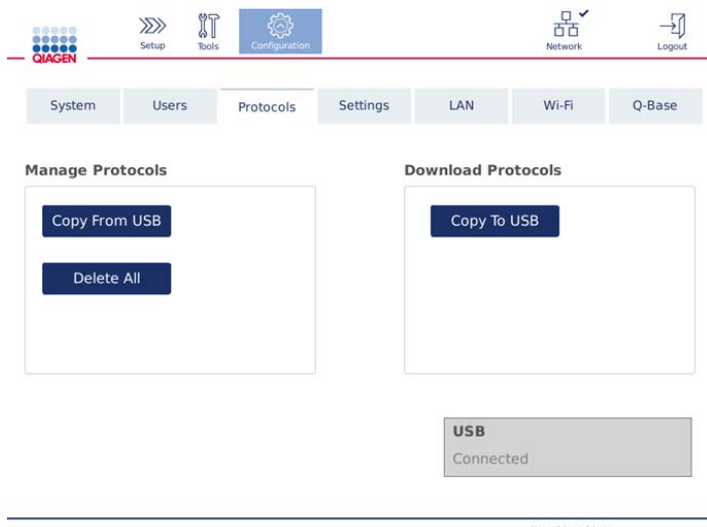 QIAGEN
Setup
Tools
Configuration
Network
Logout
System
Users
Protocols
Settings
LAN
Wi-Fi
Q-Base
Manage Protocols
Download Protocols
Copy From USB
Copy To USB
Delete All
USB
Connected